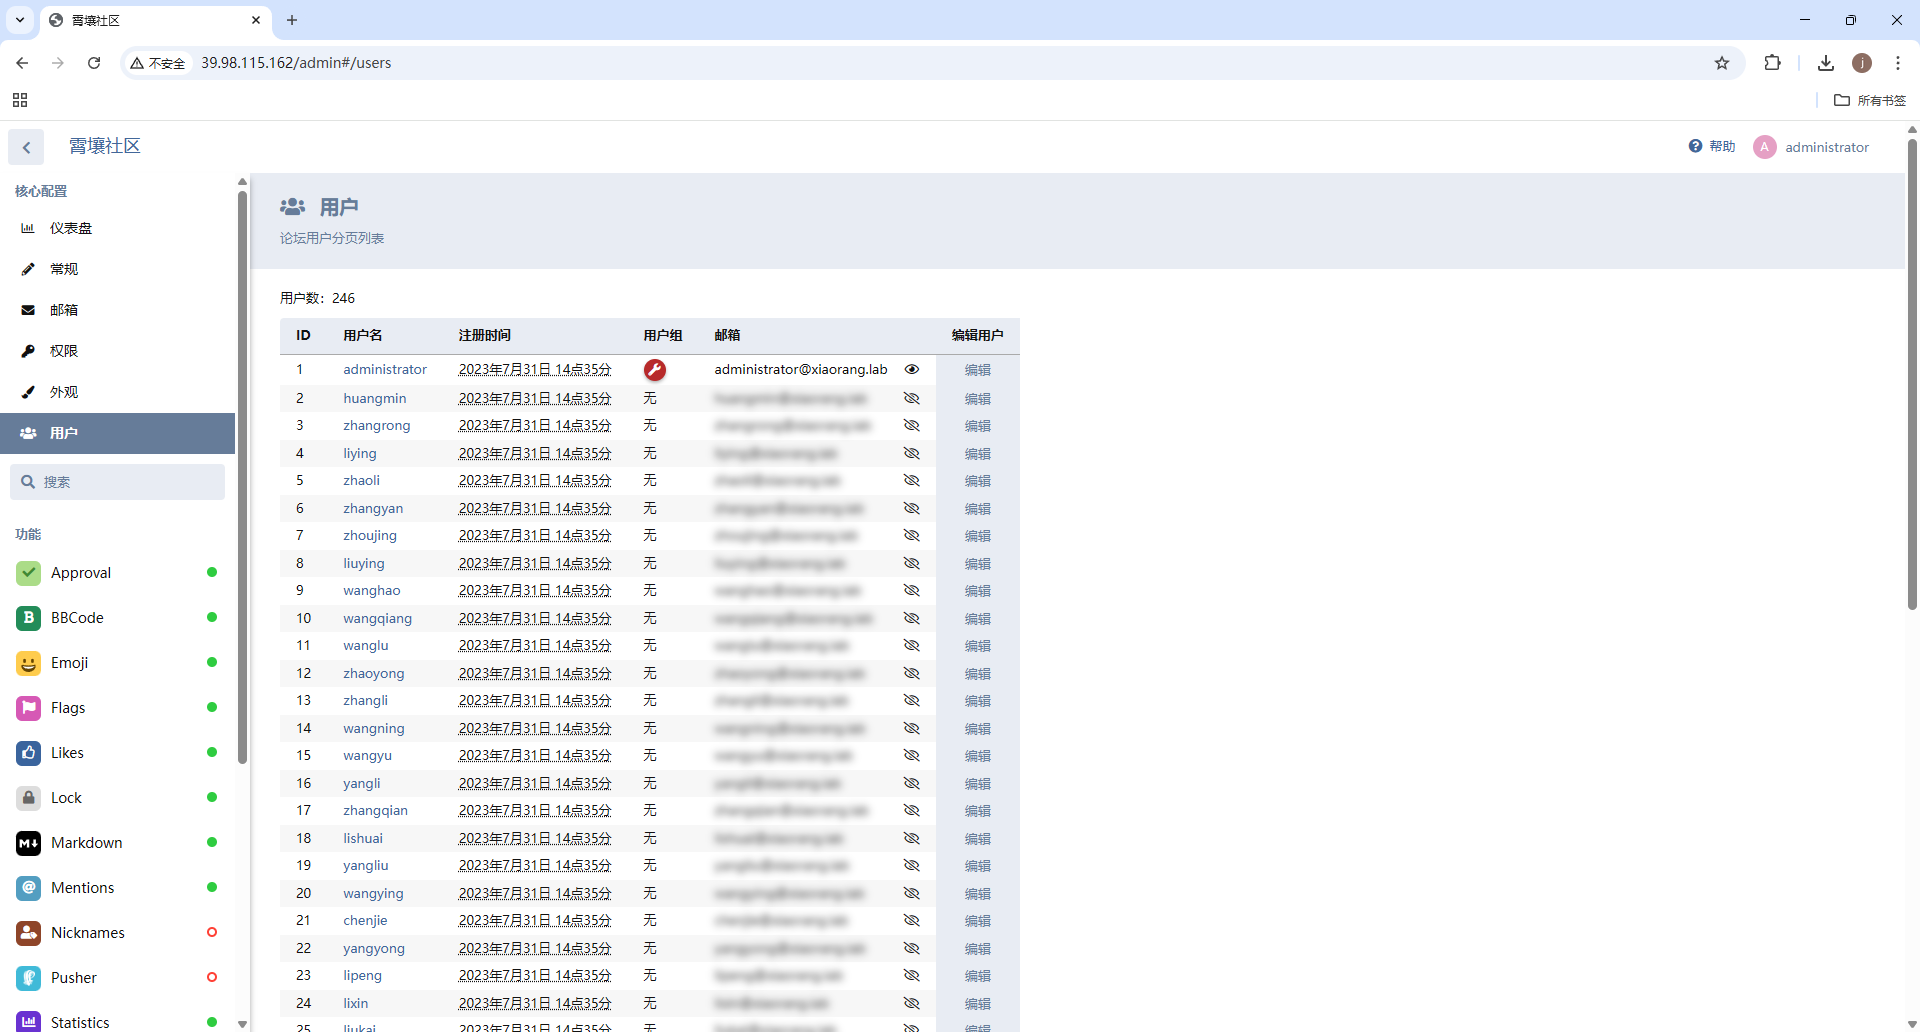 霄壤社区
不安全
39.98.115.162/admin#/users
j
所有书签
霄壤社区
帮助
A administrator
核心配置
仪表盘
常规
邮箱
权限
外观
用户
搜索
功能
Approval
BBCode
Emoji
Flags
Likes
Lock
Markdown
Mentions
Nicknames
Pusher
Statistics
用户
论坛用户分页列表
用户数：246
ID 用户名 注册时间 用户组 邮箱 编辑用户
1 administrator 2023年7月31日 14点35分 administrator@xiaorang.lab 编辑
2 huangmin 2023年7月31日 14点35分 无 编辑
3 zhangrong 2023年7月31日 14点35分 无 编辑
4 liying 2023年7月31日 14点35分 无 编辑
5 zhaoli 2023年7月31日 14点35分 无 编辑
6 zhangyan 2023年7月31日 14点35分 无 编辑
7 zhoujing 2023年7月31日 14点35分 无 编辑
8 liuying 2023年7月31日 14点35分 无 编辑
9 wanghao 2023年7月31日 14点35分 无 编辑
10 wangqiang 2023年7月31日 14点35分 无 编辑
11 wanglu 2023年7月31日 14点35分 无 编辑
12 zhaoyong 2023年7月31日 14点35分 无 编辑
13 zhangli 2023年7月31日 14点35分 无 编辑
14 wangning 2023年7月31日 14点35分 无 编辑
15 wangyu 2023年7月31日 14点35分 无 编辑
16 yangli 2023年7月31日 14点35分 无 编辑
17 zhangqian 2023年7月31日 14点35分 无 编辑
18 lishuai 2023年7月31日 14点35分 无 编辑
19 yangliu 2023年7月31日 14点35分 无 编辑
20 wangying 2023年7月31日 14点35分 无 编辑
21 chenjie 2023年7月31日 14点35分 无 编辑
22 yangyong 2023年7月31日 14点35分 无 编辑
23 lipeng 2023年7月31日 14点35分 无 编辑
24 lixin 2023年7月31日 14点35分 无 编辑
25 liukai 2023年7月31日 14点35分 无 编辑